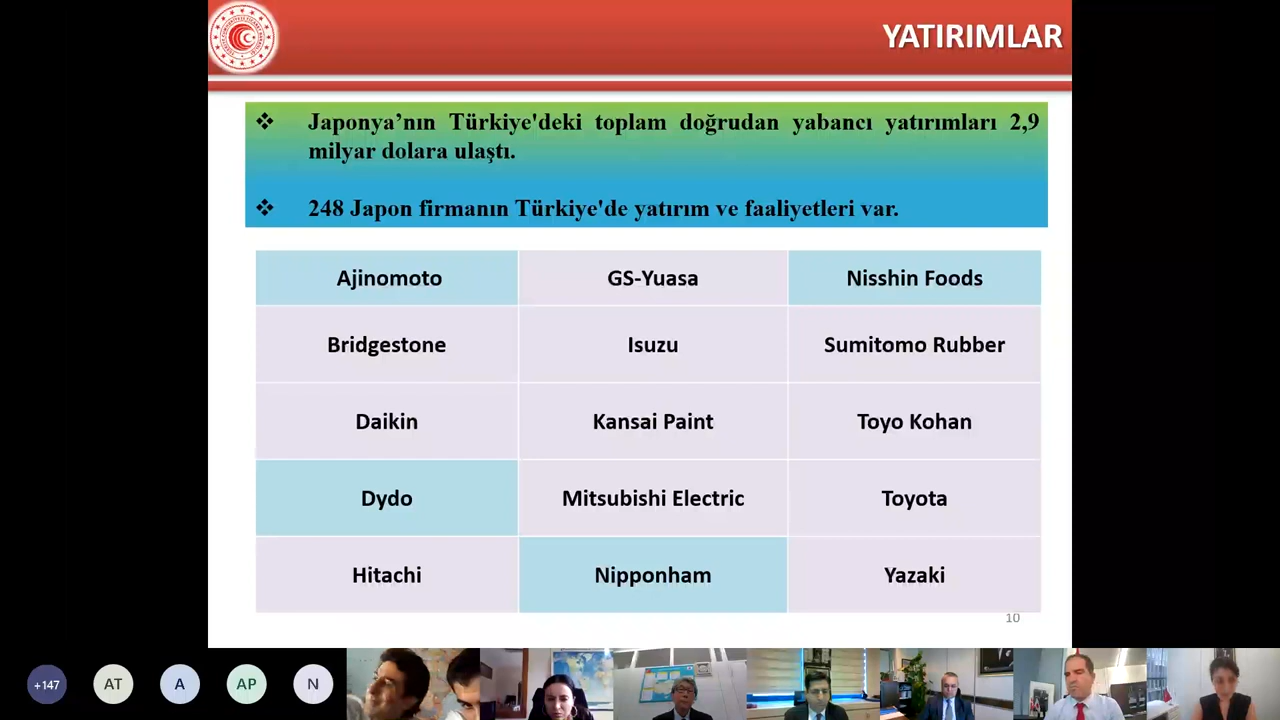 YATIRIMLAR
❖ Japonya’nın Türkiye'deki toplam doğrudan yabancı yatırımları 2,9
milyar dolara ulaştı.
❖ 248 Japon firmanın Türkiye'de yatırım ve faaliyetleri var.
Ajinomoto GS-Yuasa Nisshin Foods
Bridgestone Isuzu Sumitomo Rubber
Daikin Kansai Paint Toyo Kohan
Dydo Mitsubishi Electric Toyota
Hitachi Nipponham Yazaki
10
+147 AT A AP N